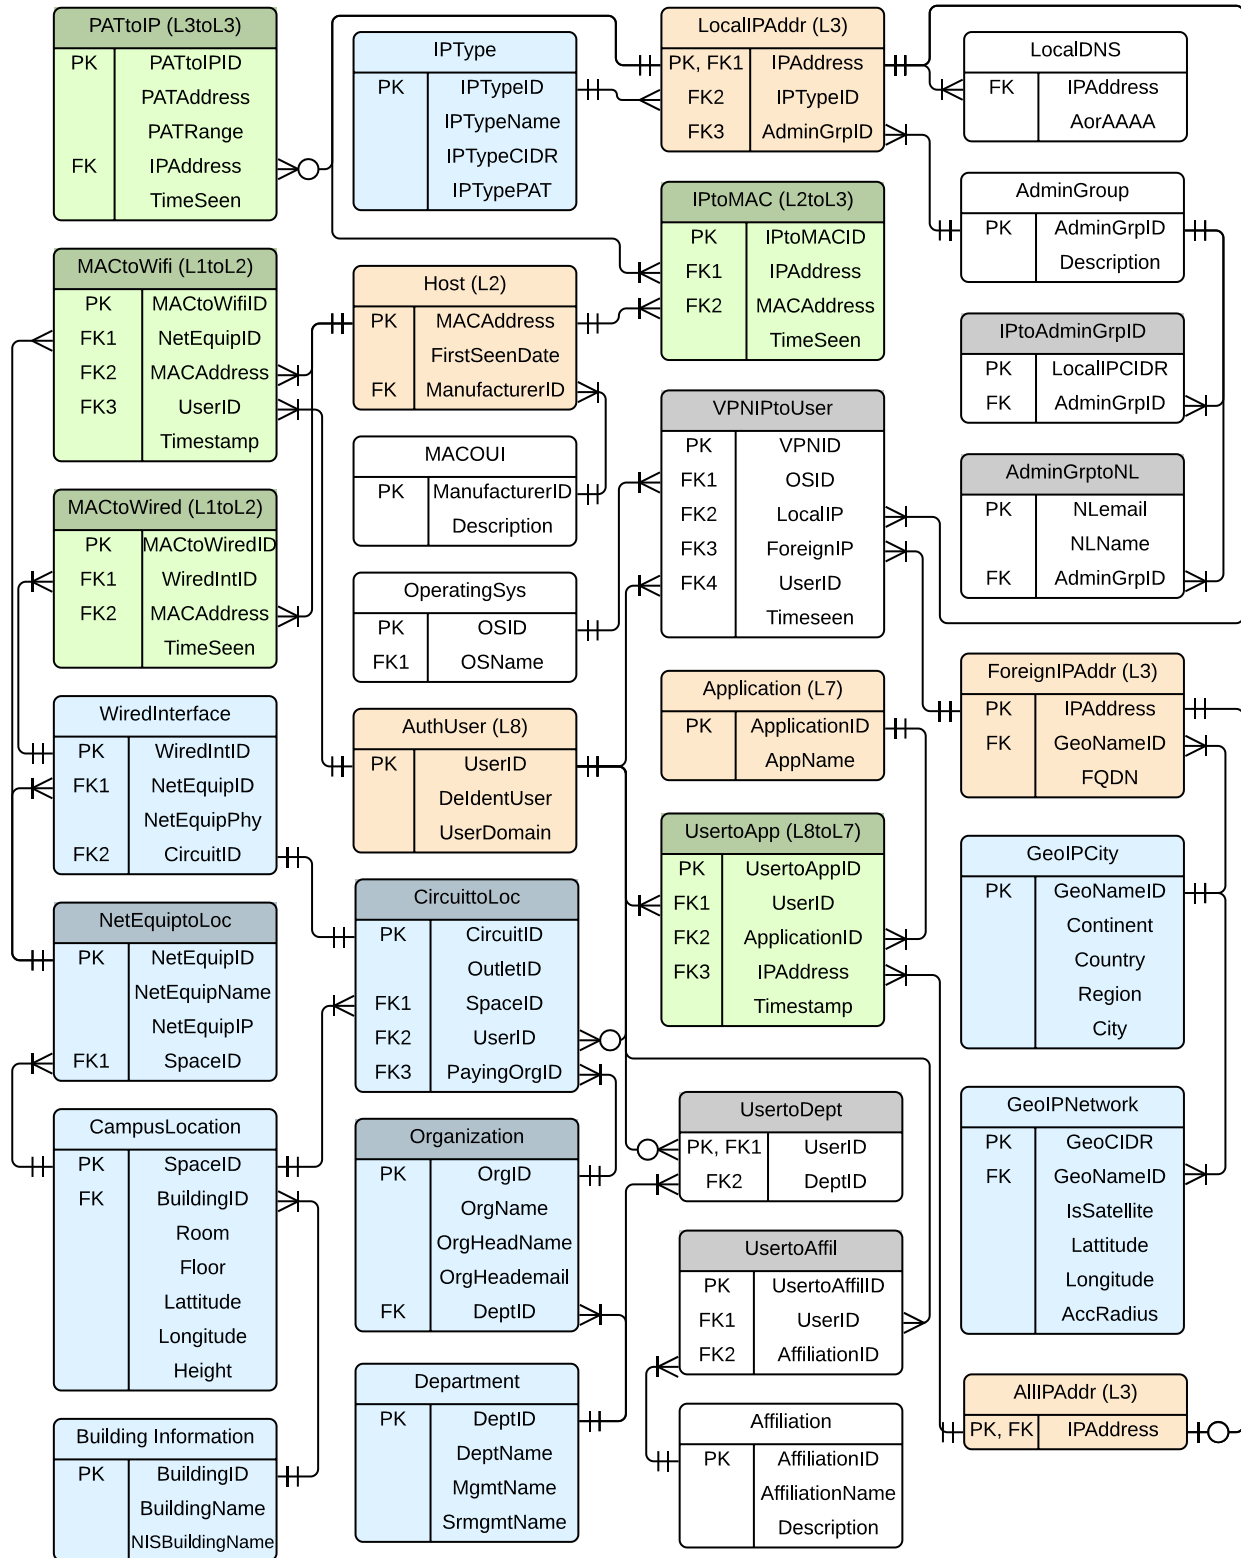 PATtoIP (L3toL3)
PK PATtoIPID
PATAddress
PATRange
FK IPAddress
TimeSeen
MACtoWifi (L1toL2)
PK MACtoWifiID
FK1 NetEquipID
FK2 MACAddress
FK3 UserID
Timestamp
MACtoWired (L1toL2)
PK MACtoWiredID
FK1 WiredIntID
FK2 MACAddress
TimeSeen
WiredInterface
PK WiredIntID
FK1 NetEquipID
NetEquipPhy
FK2 CircuitID
NetEquiptoLoc
PK NetEquipID
NetEquipName
NetEquipIP
FK1 SpaceID
CampusLocation
PK SpaceID
FK BuildingID
Room
Floor
Lattitude
Longitude
Height
Building Information
PK BuildingID
BuildingName
NISBuildingName
IPType
PK IPTypeID
IPTypeName
IPTypeCIDR
IPTypePAT
Host (L2)
PK MACAddress
FirstSeenDate
FK ManufacturerID
MACOUI
PK ManufacturerID
Description
OperatingSys
PK OSID
FK1 OSName
AuthUser (L8)
PK UserID
DeIdentUser
UserDomain
CircuittoLoc
PK CircuitID
OutletID
FK1 SpaceID
FK2 UserID
FK3 PayingOrgID
Organization
PK OrgID
OrgName
OrgHeadName
OrgHeademail
FK DeptID
Department
PK DeptID
DeptName
MgmtName
SrmgmtName
LocalIPAddr (L3)
PK, FK1 IPAddress
FK2 IPTypeID
FK3 AdminGrpID
IPtoMAC (L2toL3)
PK IPtoMACID
FK1 IPAddress
FK2 MACAddress
TimeSeen
VPNIPtoUser
PK VPNID
FK1 OSID
FK2 LocalIP
FK3 ForeignIP
FK4 UserID
Timeseen
Application (L7)
PK ApplicationID
AppName
UsertoApp (L8toL7)
PK UsertoAppID
FK1 UserID
FK2 ApplicationID
FK3 IPAddress
Timestamp
UsertoDept
PK, FK1 UserID
FK2 DeptID
UsertoAffil
PK UsertoAffilID
FK1 UserID
FK2 AffiliationID
Affiliation
PK AffiliationID
AffiliationName
Description
LocalDNS
FK IPAddress
AorAAAA
AdminGroup
PK AdminGrpID
Description
IPtoAdminGrpID
PK LocalIPCIDR
FK AdminGrpID
AdminGrptoNL
PK NLemail
NLName
FK AdminGrpID
ForeignIPAddr (L3)
PK IPAddress
FK GeoNameID
FQDN
GeoIPCity
PK GeoNameID
Continent
Country
Region
City
GeoIPNetwork
PK GeoCIDR
FK GeoNameID
IsSatellite
Lattitude
Longitude
AccRadius
AllIPAddr (L3)
PK, FK IPAddress